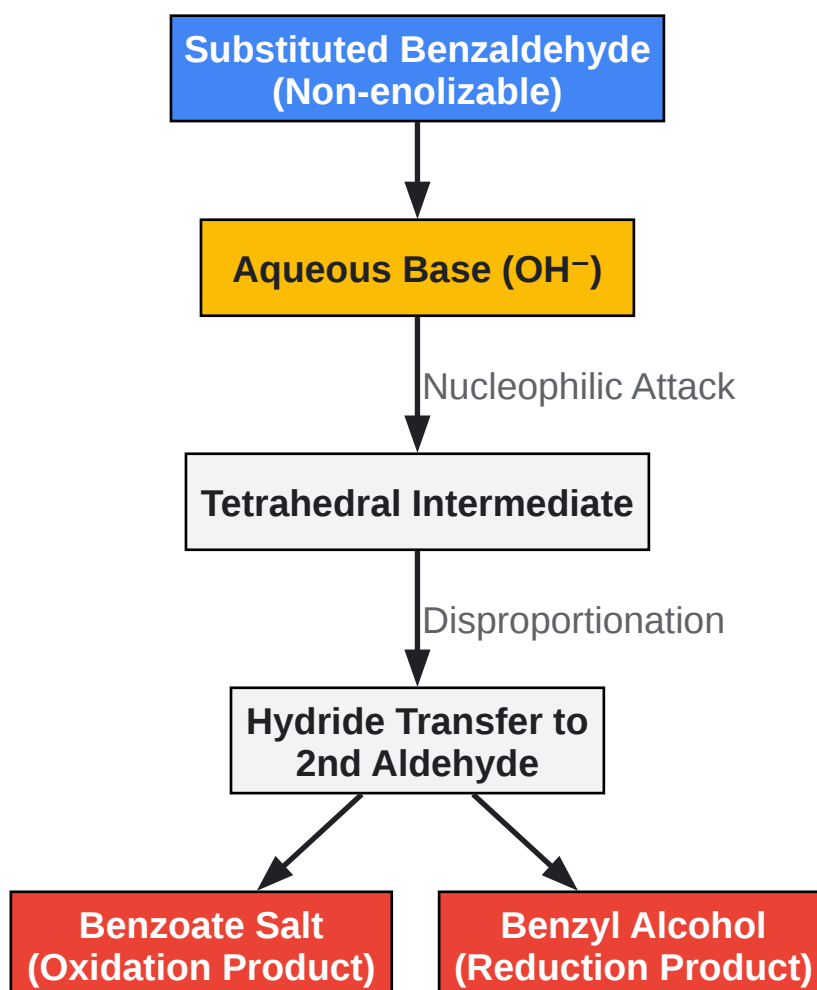 Substituted Benzaldehyde
(Non-enolizable)
Aqueous Base (OH⁻)
Nucleophilic Attack
Tetrahedral Intermediate
Disproportionation
Hydride Transfer to
2nd Aldehyde
Benzoate Salt
(Oxidation Product)
Benzyl Alcohol
(Reduction Product)